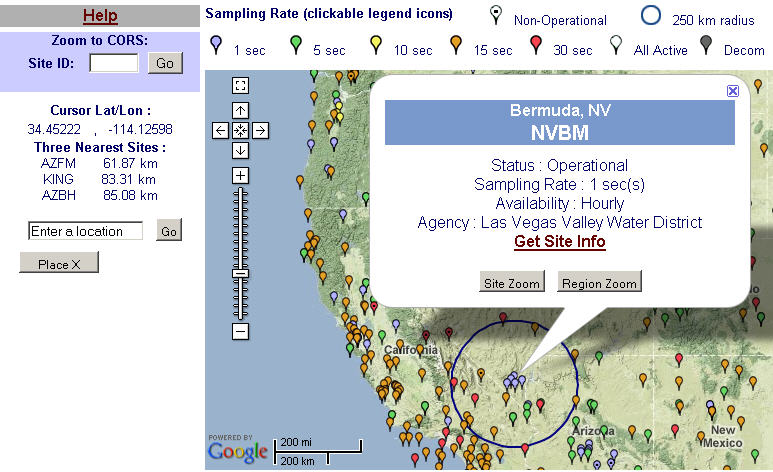 Help
Zoom to CORS:
Site ID: Go
Cursor Lat/Lon :
34.45222 , -114.12598
Three Nearest Sites :
AZFM 61.87 km
KING 83.31 km
AZBH 85.08 km
Enter a location Go
Place X
Sampling Rate (clickable legend icons) Non-Operational 250 km radius
1 sec 5 sec 10 sec 15 sec 30 sec All Active Decom
Bermuda, NV
NVBM
Status : Operational
Sampling Rate : 1 sec(s)
Availability : Hourly
Agency : Las Vegas Valley Water District
Get Site Info
Site Zoom Region Zoom
California
Arizona
New
Mexico
POWERED BY
Google
200 mi
200 km